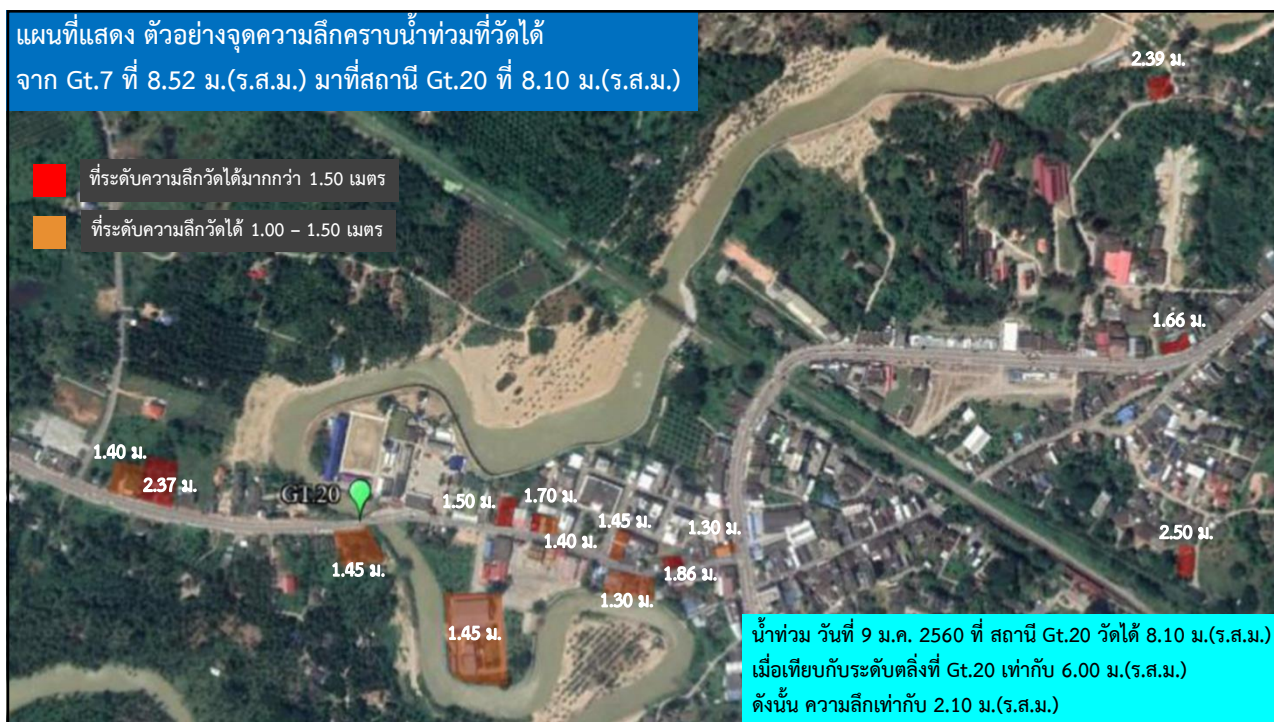 แผนที่แสดง ตัวอย่างจุดความลึกคราบน้ำท่วมที่วัดได้
จาก Gt.7 ที่ 8.52 ม.(ร.ส.ม.) มาที่สถานี Gt.20 ที่ 8.10 ม.(ร.ส.ม.)
2.39 ม.
ที่ระดับความลึกวัดได้มากกว่า 1.50 เมตร
ที่ระดับความลึกวัดได้ 1.00 – 1.50 เมตร
1.66 ม.
1.40 ม.
2.37 ม.
GT.20
1.50 ม.
1.70 ม.
1.45 ม.
1.30 ม.
1.40 ม.
2.50 ม.
1.45 ม.
1.86 ม.
1.30 ม.
1.45 ม.
น้ำท่วม วันที่ 9 ม.ค. 2560 ที่ สถานี Gt.20 วัดได้ 8.10 ม.(ร.ส.ม.)
เมื่อเทียบกับระดับตลิ่งที่ Gt.20 เท่ากับ 6.00 ม.(ร.ส.ม.)
ดังนั้น ความลึกเท่ากับ 2.10 ม.(ร.ส.ม.)